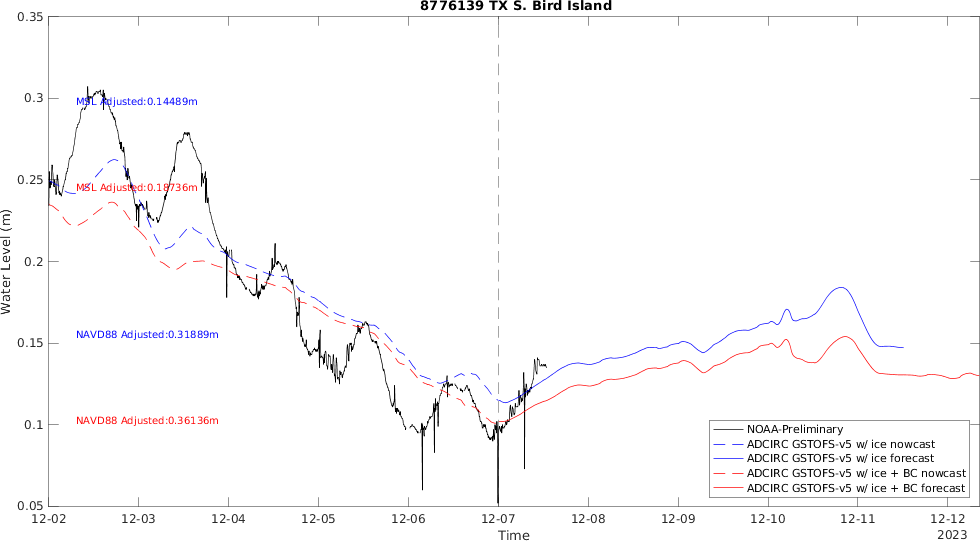 8776139 TX S. Bird Island
0.35
0.3
0.25
0.2
0.15
0.1
0.05
Water Level (m)
MSL Adjusted:0.14489m
MSL Adjusted:0.18736m
NAVD88 Adjusted:0.31889m
NAVD88 Adjusted:0.36136m
NOAA-Preliminary
ADCIRC GSTOFS-v5 w/ ice nowcast
ADCIRC GSTOFS-v5 w/ ice forecast
ADCIRC GSTOFS-v5 w/ ice + BC nowcast
ADCIRC GSTOFS-v5 w/ ice + BC forecast
12-02 12-03 12-04 12-05 12-06 12-07 12-08 12-09 12-10 12-11 12-12
Time
2023